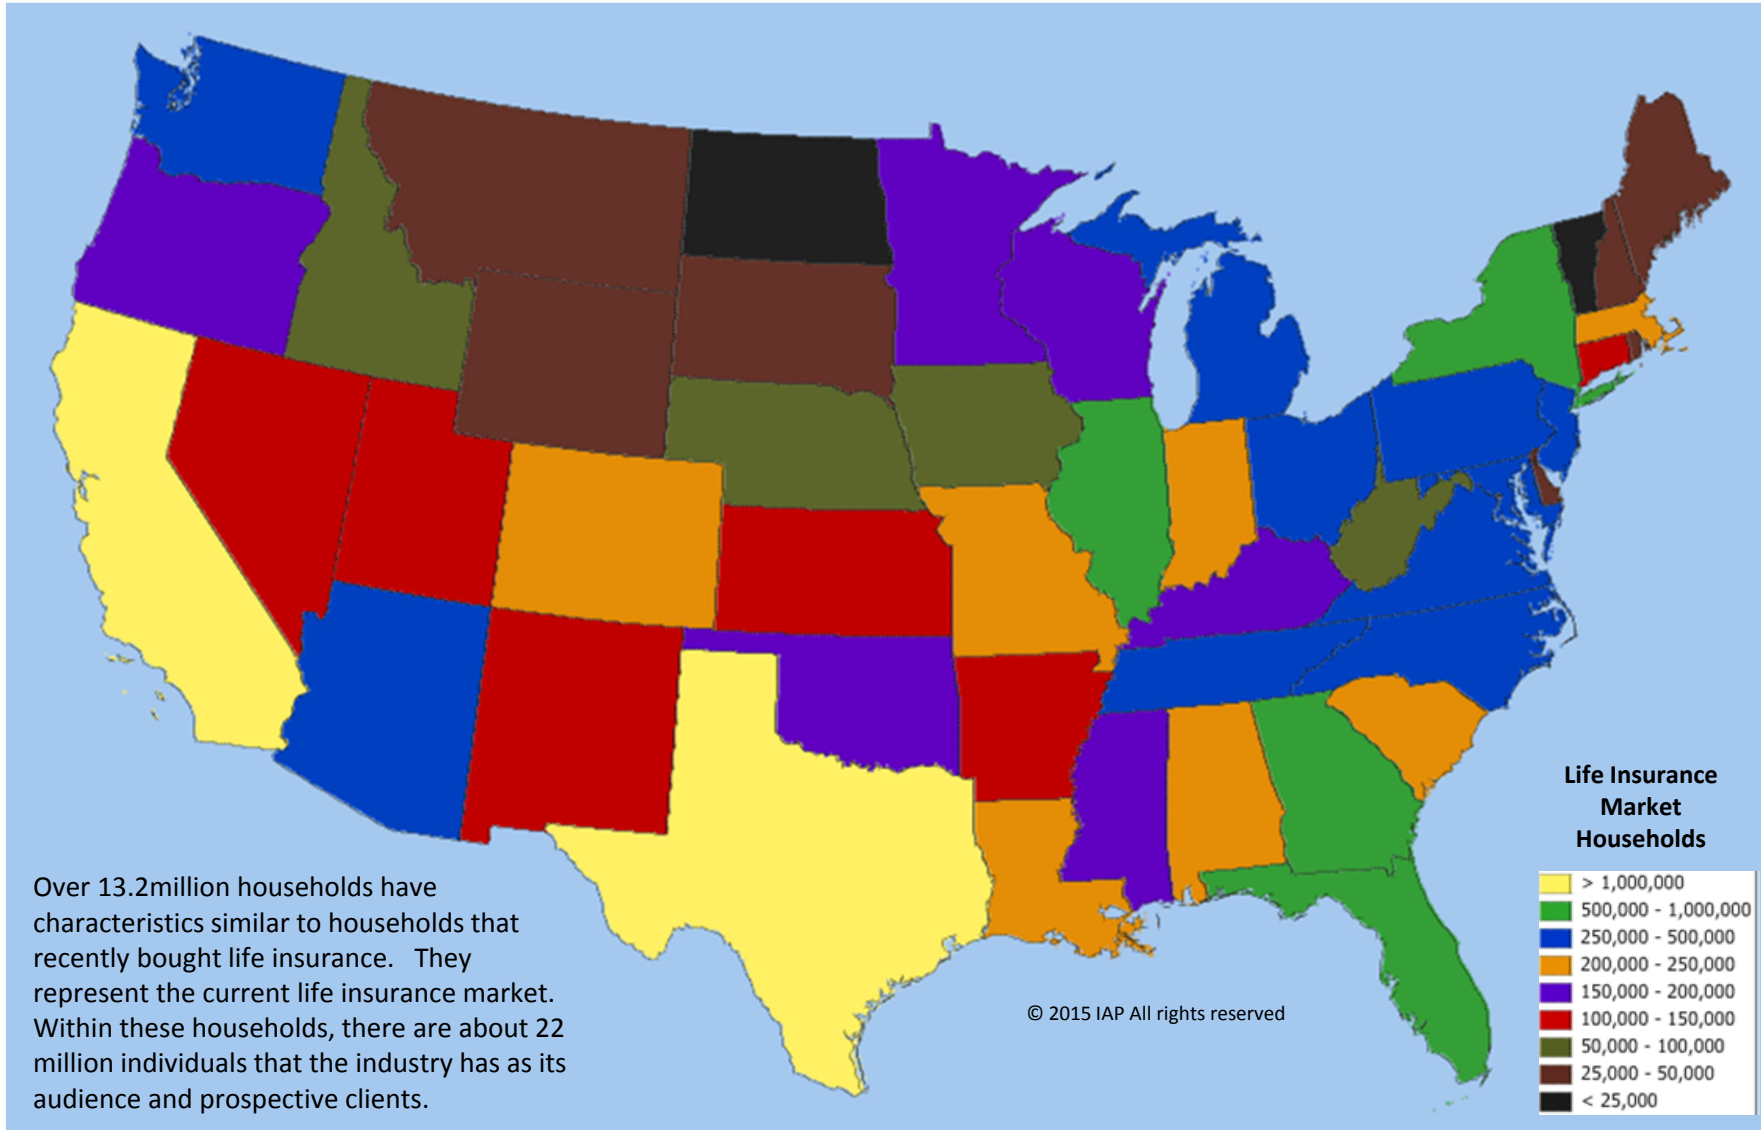 Life Insurance
Market
Households
> 1,000,000
500,000 - 1,000,000
250,000 - 500,000
200,000 - 250,000
150,000 - 200,000
100,000 - 150,000
50,000 - 100,000
25,000 - 50,000
< 25,000
Over 13.2million households have
characteristics similar to households that
recently bought life insurance.   They
represent the current life insurance market.
Within these households, there are about 22
million individuals that the industry has as its
audience and prospective clients.
© 2015 IAP All rights reserved